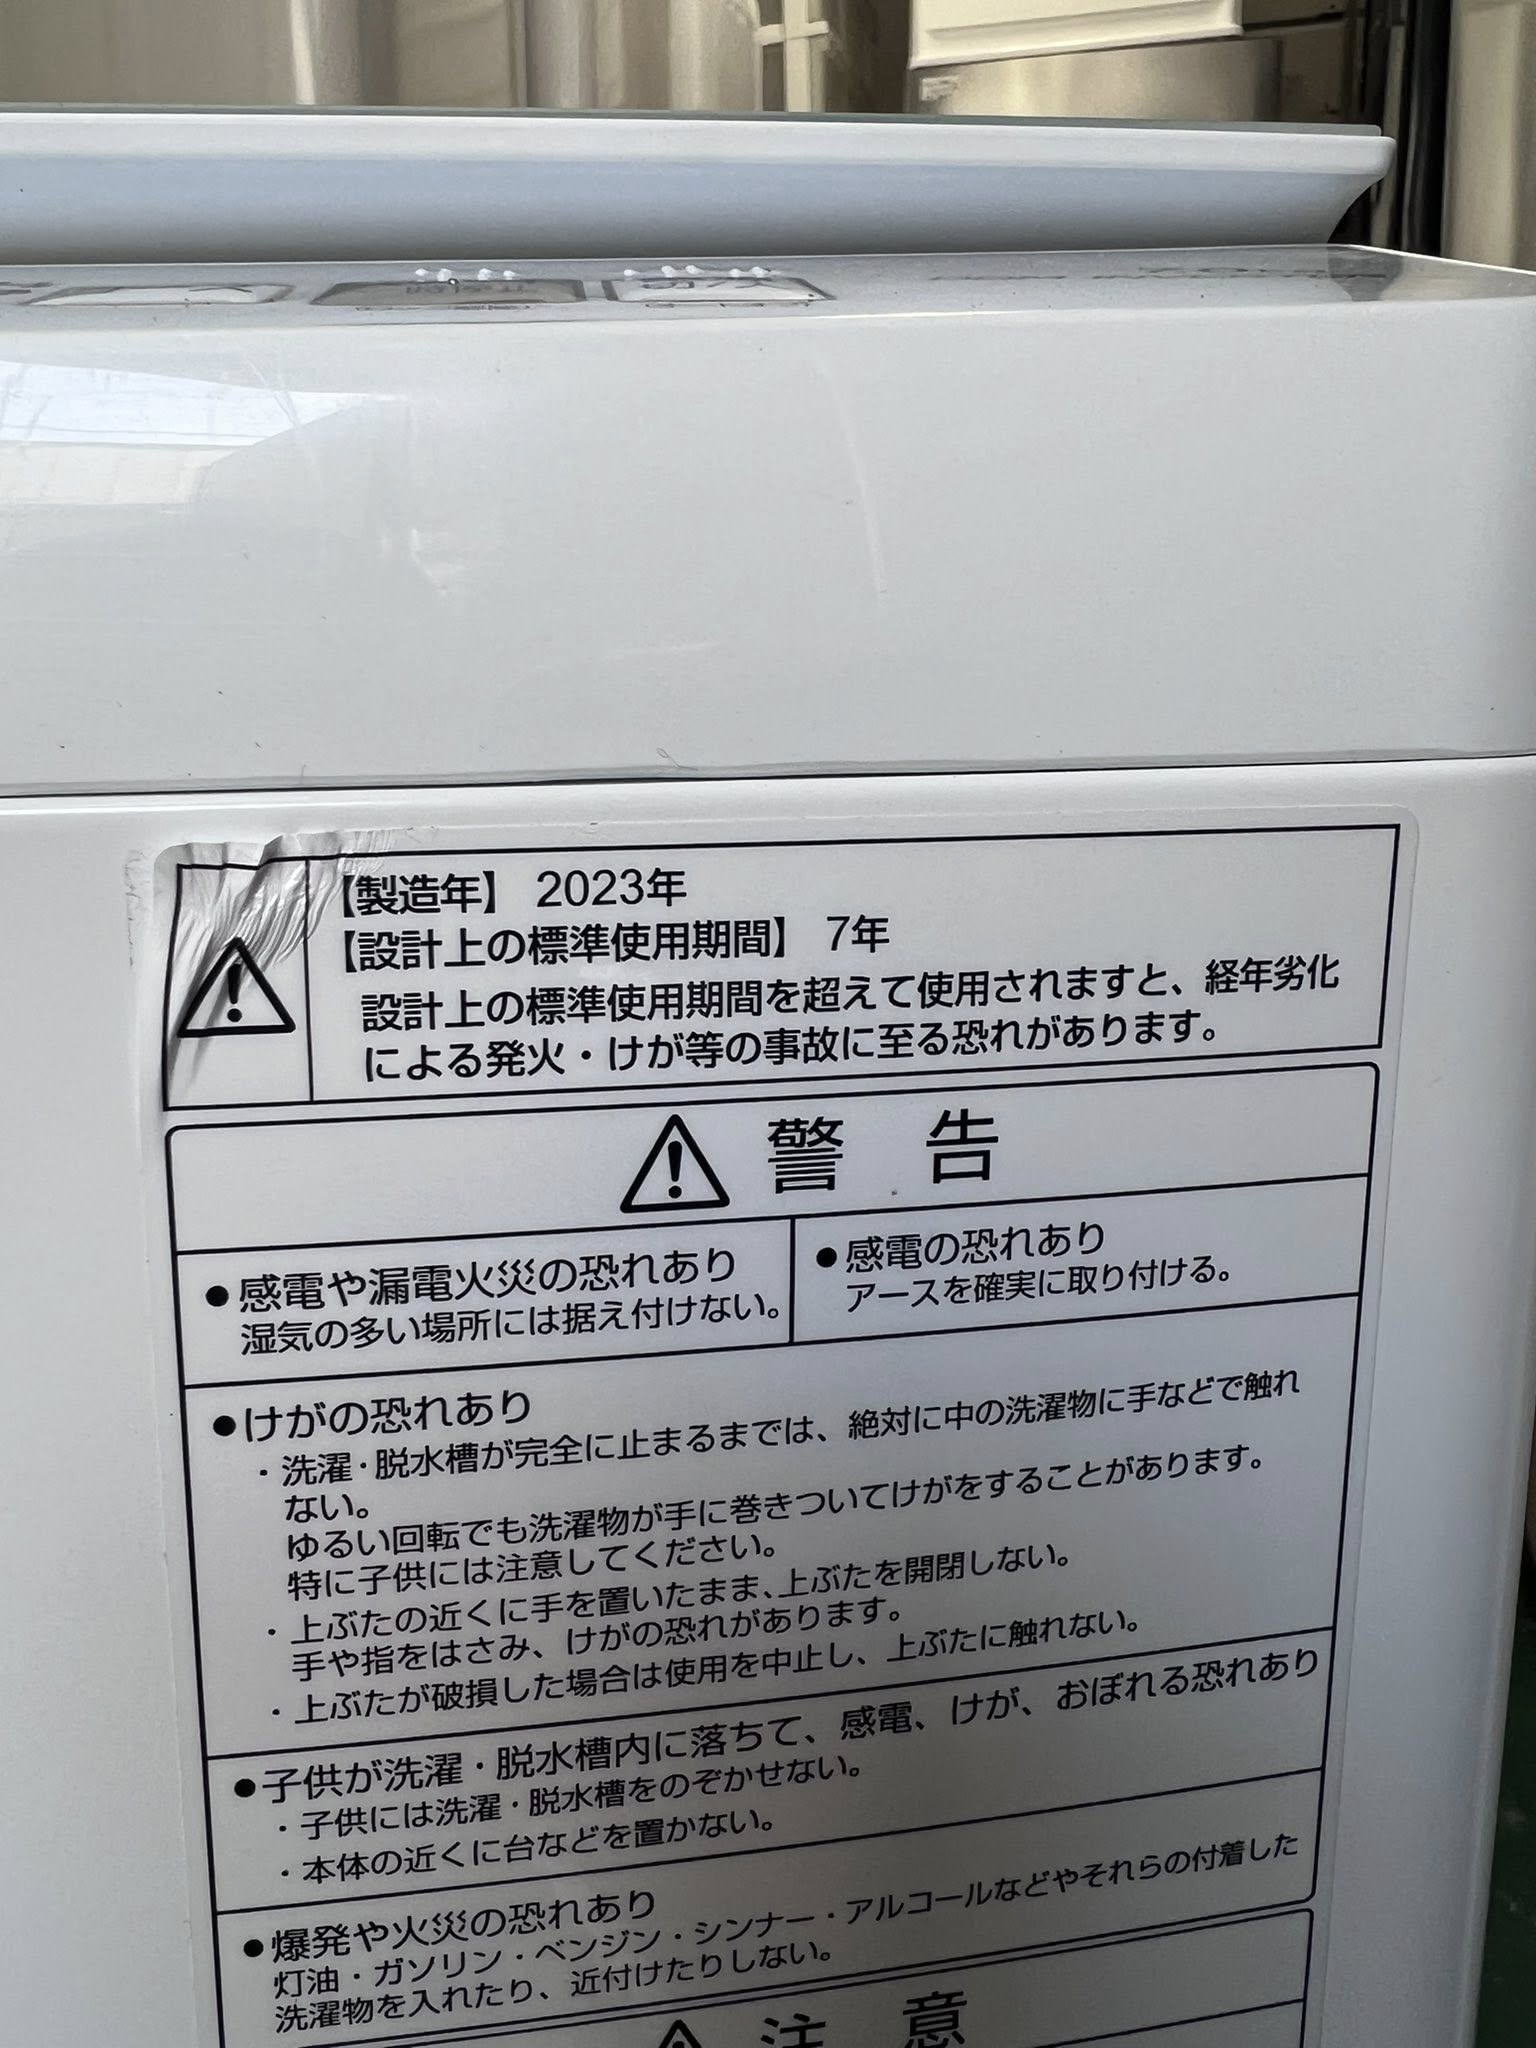 【製造年】 2023年
【設計上の標準使用期間】 7年
設計上の標準使用期間を超えて使用されますと、経年劣化
による発火・けが等の事故に至る恐れがあります。
警 告
●感電や漏電火災の恐れあり
湿気の多い場所には据え付けない。
●感電の恐れあり
アースを確実に取り付ける。
●けがの恐れあり
・洗濯・脱水槽が完全に止まるまでは、絶対に中の洗濯物に手などで触れ
ない。
ゆるい回転でも洗濯物が手に巻きついてけがをすることがあります。
特に子供には注意してください。
・上ぶたの近くに手を置いたまま、上ぶたを開閉しない。
手や指をはさみ、けがの恐れがあります。
・上ぶたが破損した場合は使用を中止し、上ぶたに触れない。
●子供が洗濯・脱水槽内に落ちて、感電、けが、おぼれる恐れあり
・子供には洗濯・脱水槽をのぞかせない。
・本体の近くに台などを置かない。
●爆発や火災の恐れあり
灯油・ガソリン・ベンジン・シンナー・アルコールなどやそれらの付着した
洗濯物を入れたり、近付けたりしない。
注 意